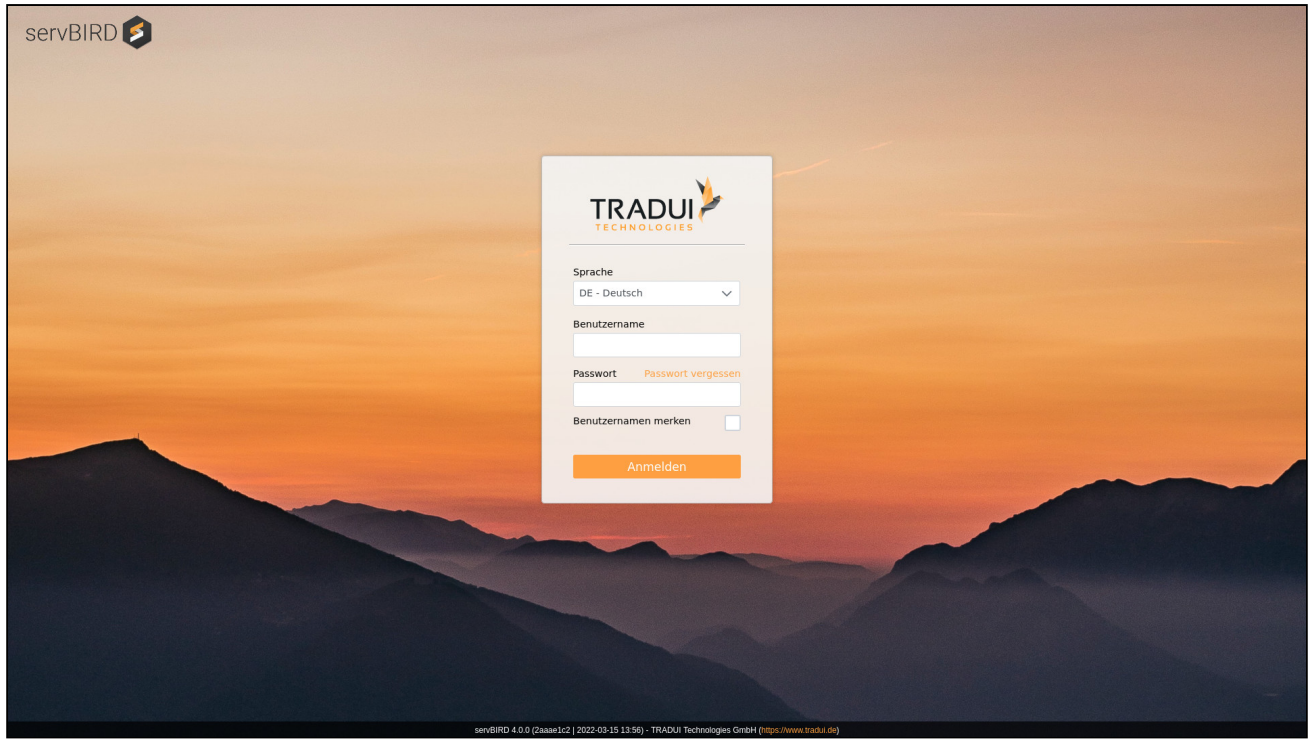 servBIRD
TRADUI
TECHNOLOGIES
Sprache
DE - Deutsch
Benutzername
Passwort Passwort vergessen
Benutzernamen merken
Anmelden
servBIRD 4.0.0 (2aaae1c2 | 2022-03-15 13:56) - TRADUI Technologies GmbH (https://www.tradui.de)